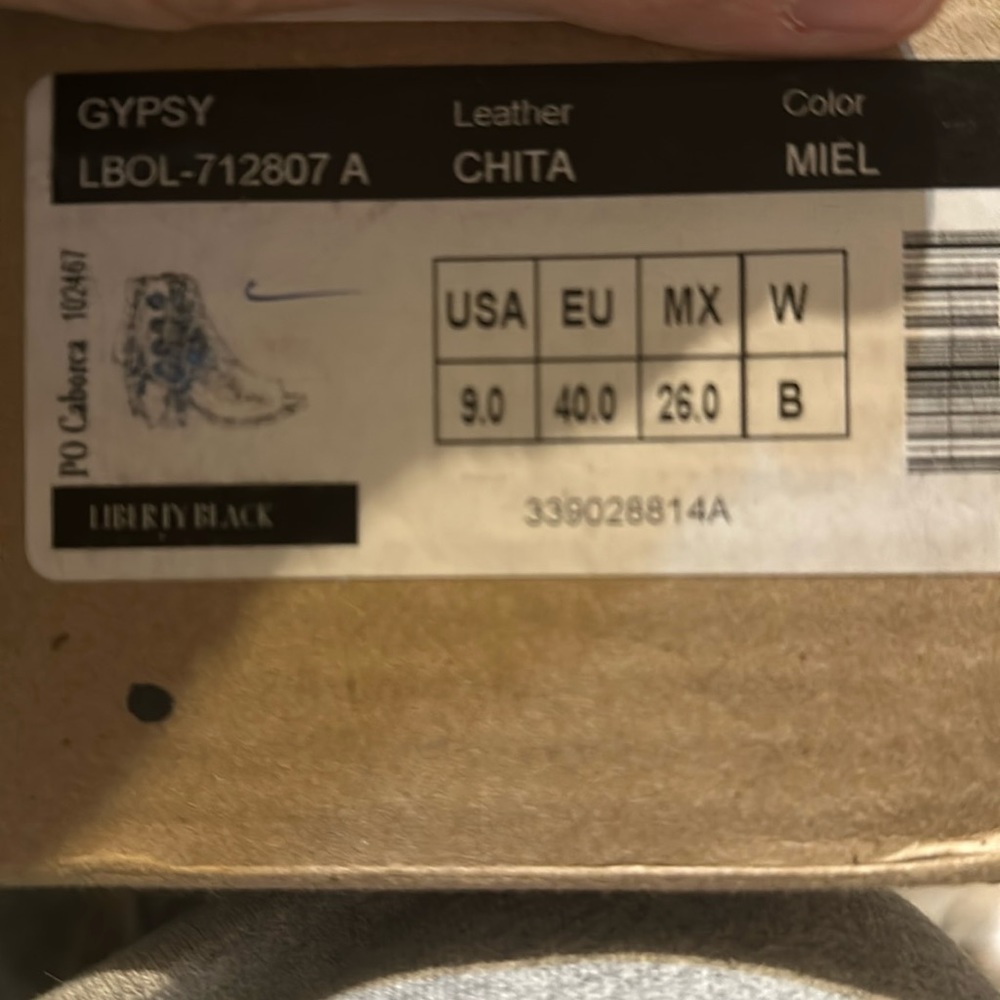 GYPSY
LBOL-712807 A
Leather
CHITA
Color
MIEL
PO Caborca 102467
USA EU MX W
9.0 40.0 26.0 B
339028814A
LIBERTY BLACK